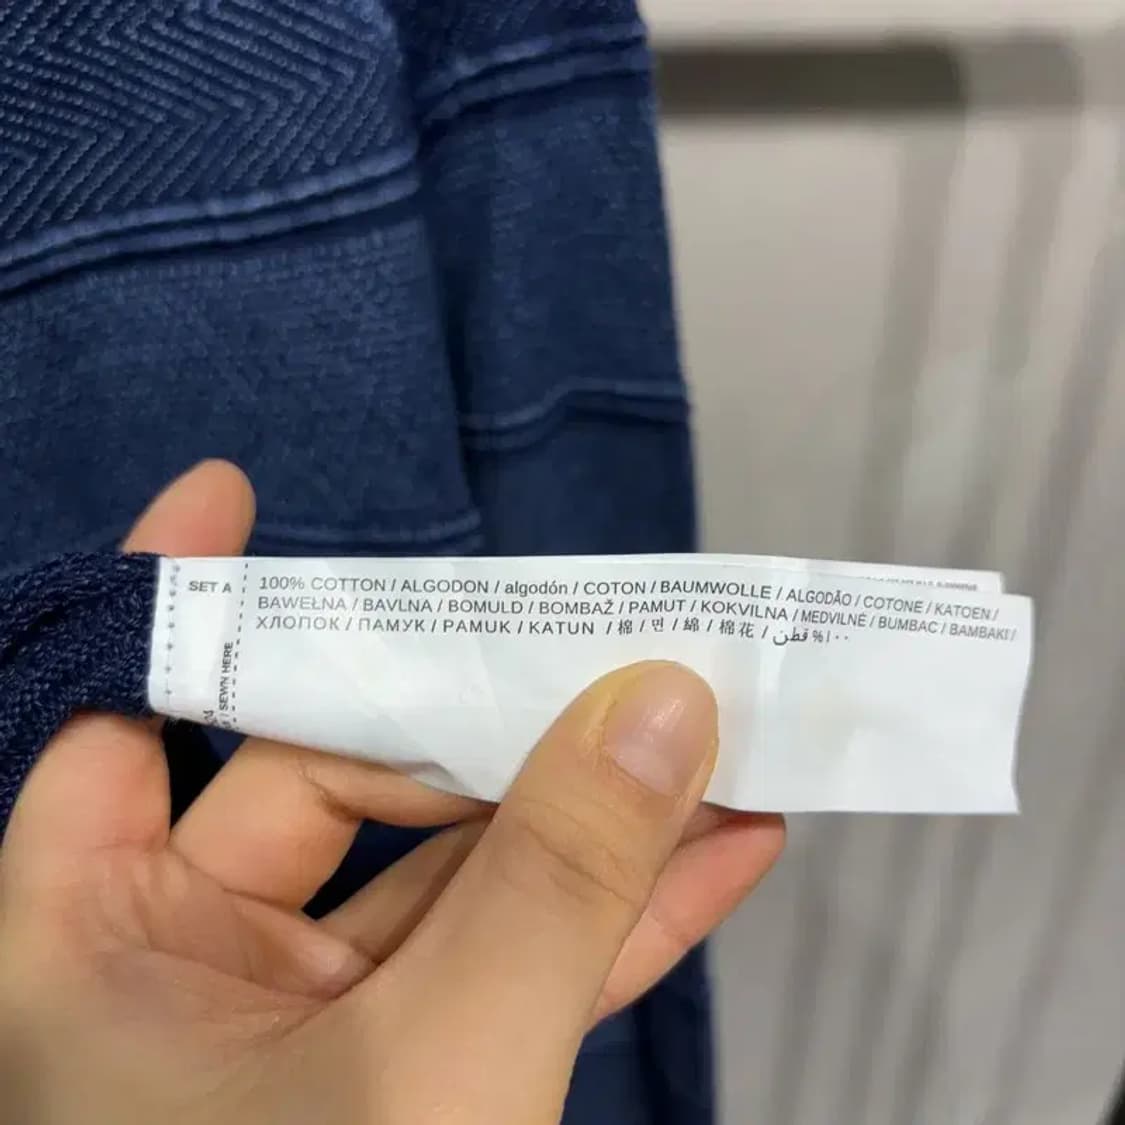 SET A
100% COTTON / ALGODON / algodón / COTON / BAUMWOLLE / ALGODÃO / COTONE / KATOEN /
BAWEŁNA / BAVLNA / BOMULD / BOMBAŽ / PAMUT / KOKVILNA / MEDVILNĖ / BUMBAC / BAMBAKI /
ХЛОПОК / ПАМУК / PAMUK / KATUN / 棉 / 면 / 綿 / 棉花 / قطن %١٠٠
/ SEWN HERE